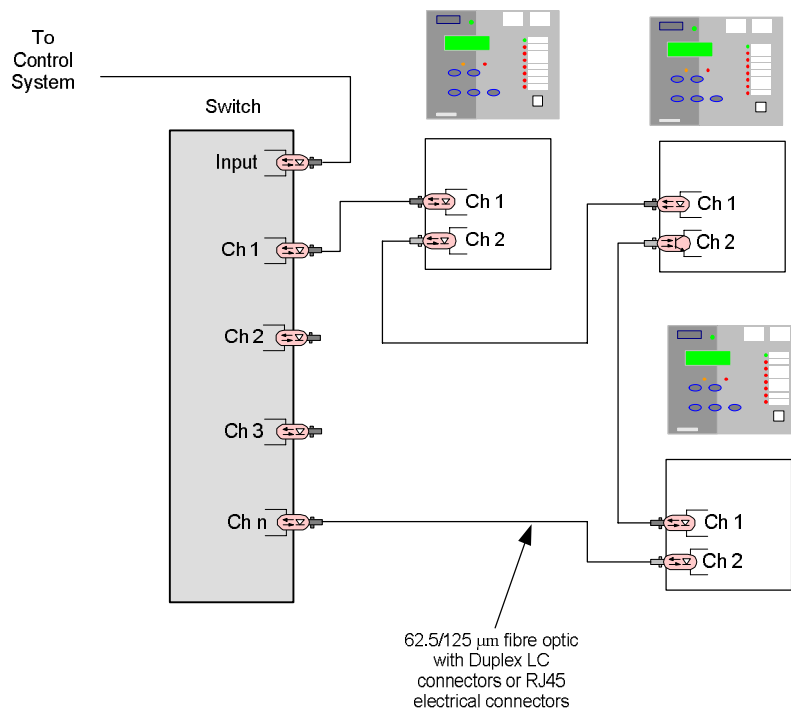 To
Control
System
Switch
Input
Ch 1
Ch 2
Ch 3
Ch n
Ch 1
Ch 2
Ch 1
Ch 2
Ch 1
Ch 2
62.5/125 µm fibre optic
with Duplex LC
connectors or RJ45
electrical connectors